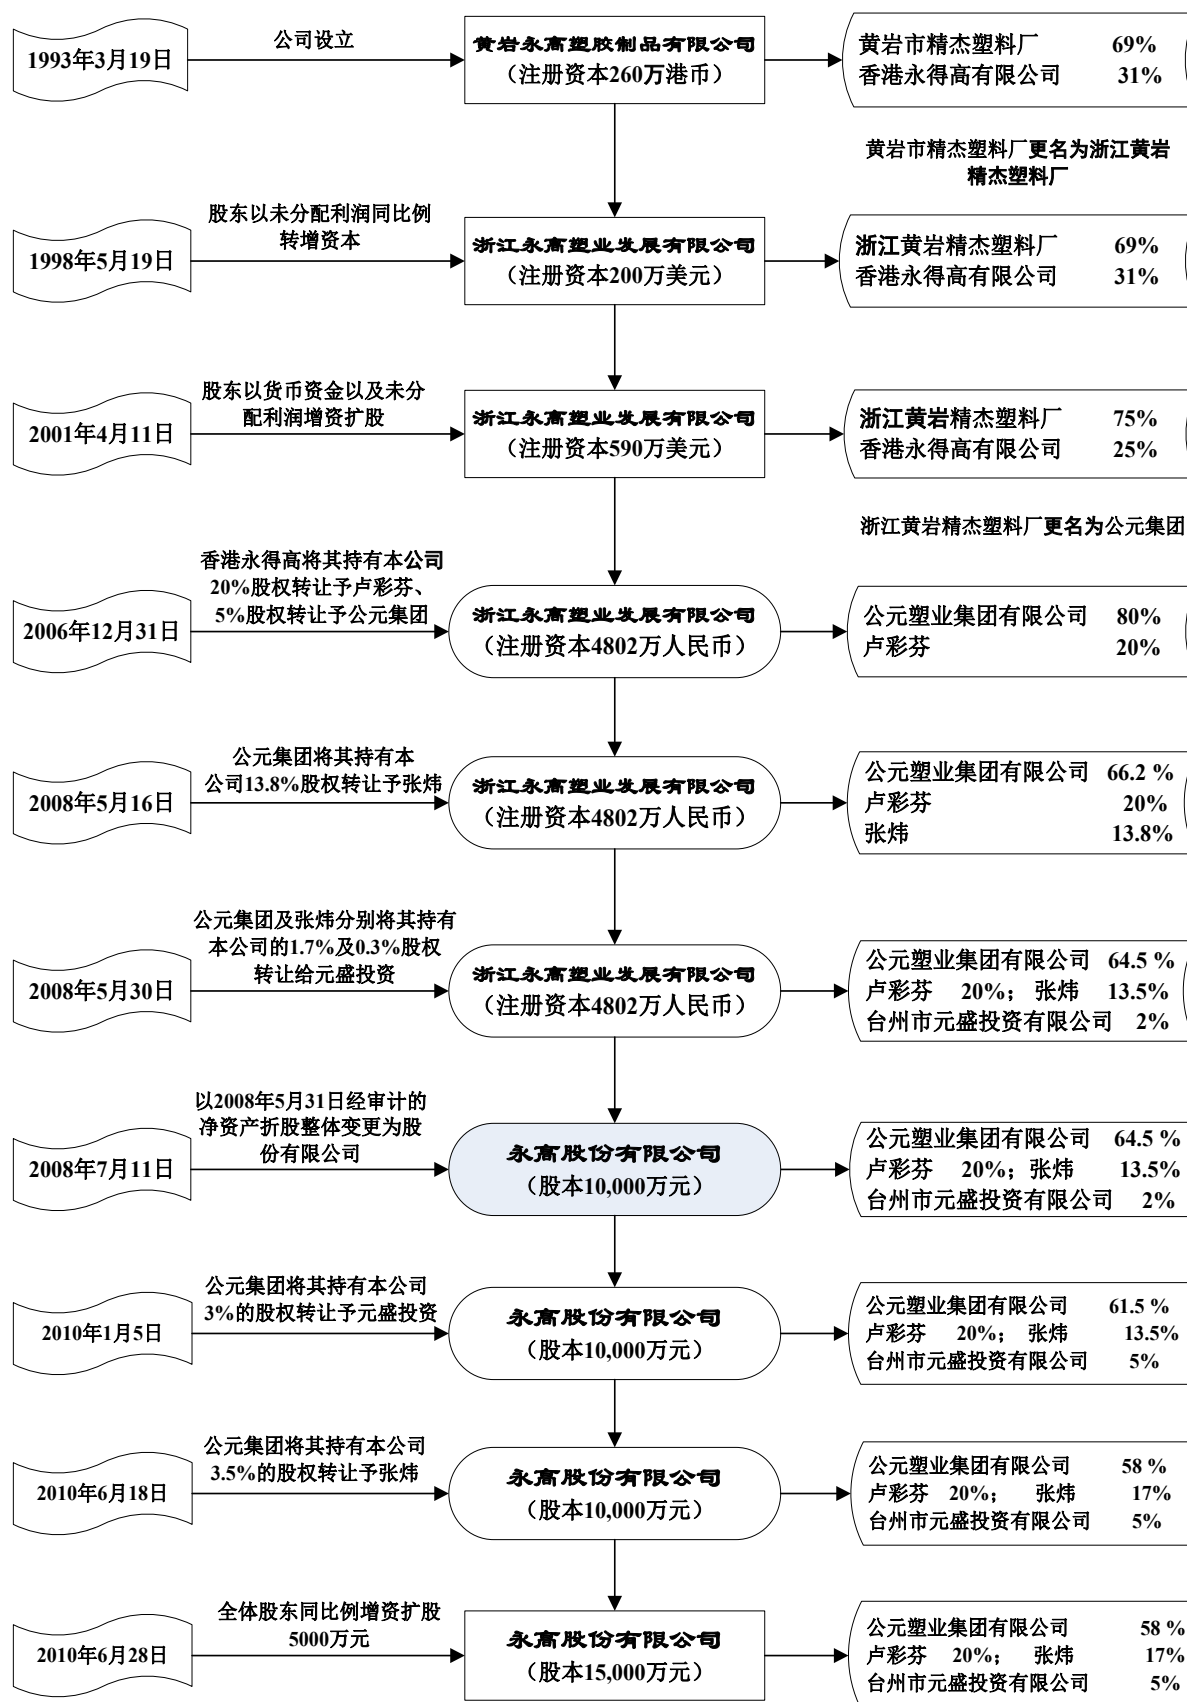 1993年3月19日
公司设立
黄岩永高塑胶制品有限公司
（注册资本260万港币）
黄岩市精杰塑料厂 69%
香港永得高有限公司 31%
黄岩市精杰塑料厂更名为浙江黄岩
精杰塑料厂
1998年5月19日
股东以未分配利润同比例
转增资本
浙江永高塑业发展有限公司
（注册资本200万美元）
浙江黄岩精杰塑料厂 69%
香港永得高有限公司 31%
2001年4月11日
股东以货币资金以及未分
配利润增资扩股
浙江永高塑业发展有限公司
（注册资本590万美元）
浙江黄岩精杰塑料厂 75%
香港永得高有限公司 25%
浙江黄岩精杰塑料厂更名为公元集团
2006年12月31日
香港永得高将其持有本公司
20%股权转让予卢彩芬、
5%股权转让予公元集团
浙江永高塑业发展有限公司
（注册资本4802万人民币）
公元塑业集团有限公司 80%
卢彩芬 20%
2008年5月16日
公元集团将其持有本
公司13.8%股权转让予张炜
浙江永高塑业发展有限公司
（注册资本4802万人民币）
公元塑业集团有限公司 66.2 %
卢彩芬 20%
张炜 13.8%
2008年5月30日
公元集团及张炜分别将其持有
本公司的1.7%及0.3%股权
转让给元盛投资
浙江永高塑业发展有限公司
（注册资本4802万人民币）
公元塑业集团有限公司 64.5 %
卢彩芬 20%； 张炜 13.5%
台州市元盛投资有限公司 2%
2008年7月11日
以2008年5月31日经审计的
净资产折股整体变更为股
份有限公司
永高股份有限公司
（股本10,000万元）
公元塑业集团有限公司 64.5 %
卢彩芬 20%；张炜 13.5%
台州市元盛投资有限公司 2%
2010年1月5日
公元集团将其持有本公司
3%的股权转让予元盛投资
永高股份有限公司
（股本10,000万元）
公元塑业集团有限公司 61.5 %
卢彩芬 20%； 张炜 13.5%
台州市元盛投资有限公司 5%
2010年6月18日
公元集团将其持有本公司
3.5%的股权转让予张炜
永高股份有限公司
（股本10,000万元）
公元塑业集团有限公司 58 %
卢彩芬 20%； 张炜 17%
台州市元盛投资有限公司 5%
2010年6月28日
全体股东同比例增资扩股
5000万元
永高股份有限公司
（股本15,000万元）
公元塑业集团有限公司 58 %
卢彩芬 20%； 张炜 17%
台州市元盛投资有限公司 5%